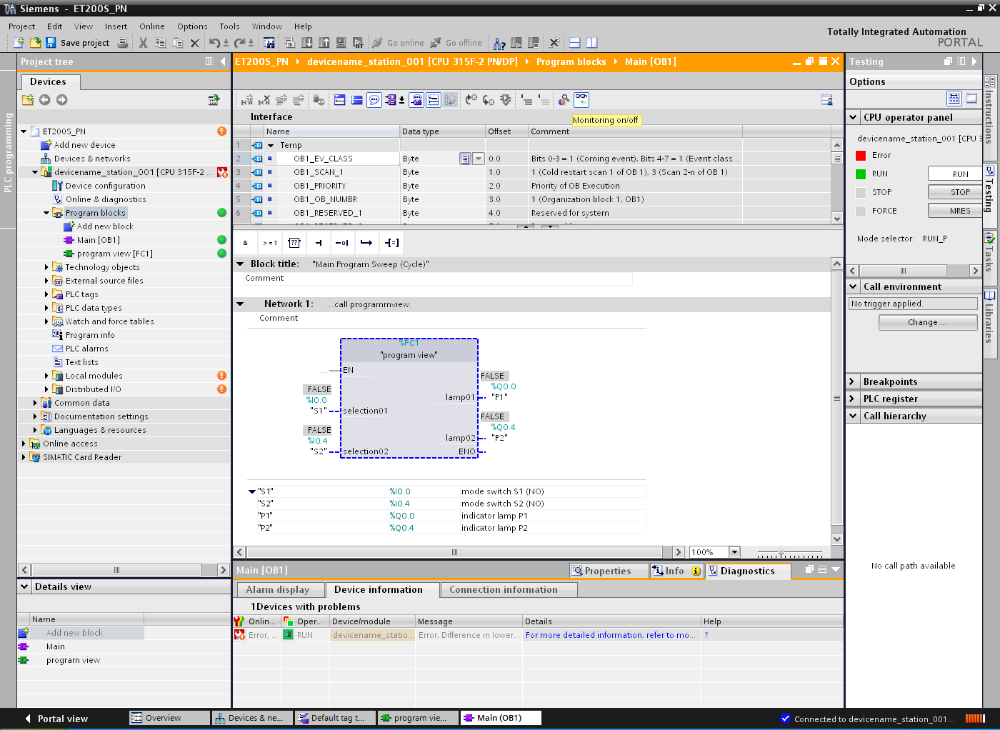 Siemens - ET200S_PN
Project Edit View Insert Online Options Tools Window Help
Save project
Go online
Go offline
Totally Integrated Automation
PORTAL
Project tree
Devices
PLC programming
ET200S_PN
Add new device
Devices & networks
devicename_station_001 [CPU 315F-2 ...
Device configuration
Online & diagnostics
Program blocks
Add new block
Main [OB1]
program view [FC1]
Technology objects
External source files
PLC tags
PLC data types
Watch and force tables
Program info
PLC alarms
Text lists
Local modules
Distributed I/O
Common data
Documentation settings
Languages & resources
Online access
SIMATIC Card Reader
Details view
Name
Add new block
Main
program view
ET200S_PN devicename_station_001 [CPU 315F-2 PN/DP] Program blocks Main [OB1]
Monitoring on/off
Interface
Name Data type Offset Comment
1 Temp
2 OB1_EV_CLASS Byte 0.0 Bits 0-3 = 1 (Coming event), Bits 4-7 = 1 (Event class...
3 OB1_SCAN_1 Byte 1.0 1 (Cold restart scan 1 of OB 1), 3 (Scan 2-n of OB 1)
4 OB1_PRIORITY Byte 2.0 Priority of OB Execution
5 OB1_OB_NUMBR Byte 3.0 1 (Organization block 1, OB1)
6 OB1_RESERVED_1 Byte 4.0 Reserved for system
& >=1 ?? -| -o| [=]
Block title: "Main Program Sweep (Cycle)"
Comment
Network 1: ....call programmview.
Comment
%FC1
"program view"
... EN
FALSE
%I0.0
"S1" selection01
FALSE
%I0.4
"S2" selection02
FALSE
%Q0.0
lamp01 "P1"
FALSE
%Q0.4
lamp02 "P2"
ENO
"S1" %I0.0 mode switch S1 (NO)
"S2" %I0.4 mode switch S2 (NO)
"P1" %Q0.0 indicator lamp P1
"P2" %Q0.4 indicator lamp P2
100%
Main [OB1]
Properties Info Diagnostics
Alarm display Device information Connection information
1Devices with problems
Onlin... Oper... Device/module Message Details Help
Error, ... RUN devicename_statio... Error, Difference in lower... For more detailed information, refer to mo... ?
Testing
Options
CPU operator panel
devicename_station_001 [CPU 3
Error
RUN RUN
STOP STOP
FORCE MRES
Mode selector: RUN_P
Call environment
No trigger applied.
Change ...
Breakpoints
PLC register
Call hierarchy
No call path available
Instructions
Testing
Tasks
Libraries
Portal view
Overview
Devices & ne...
Default tag t...
program vie...
Main (OB1)
Connected to devicename_station_001...